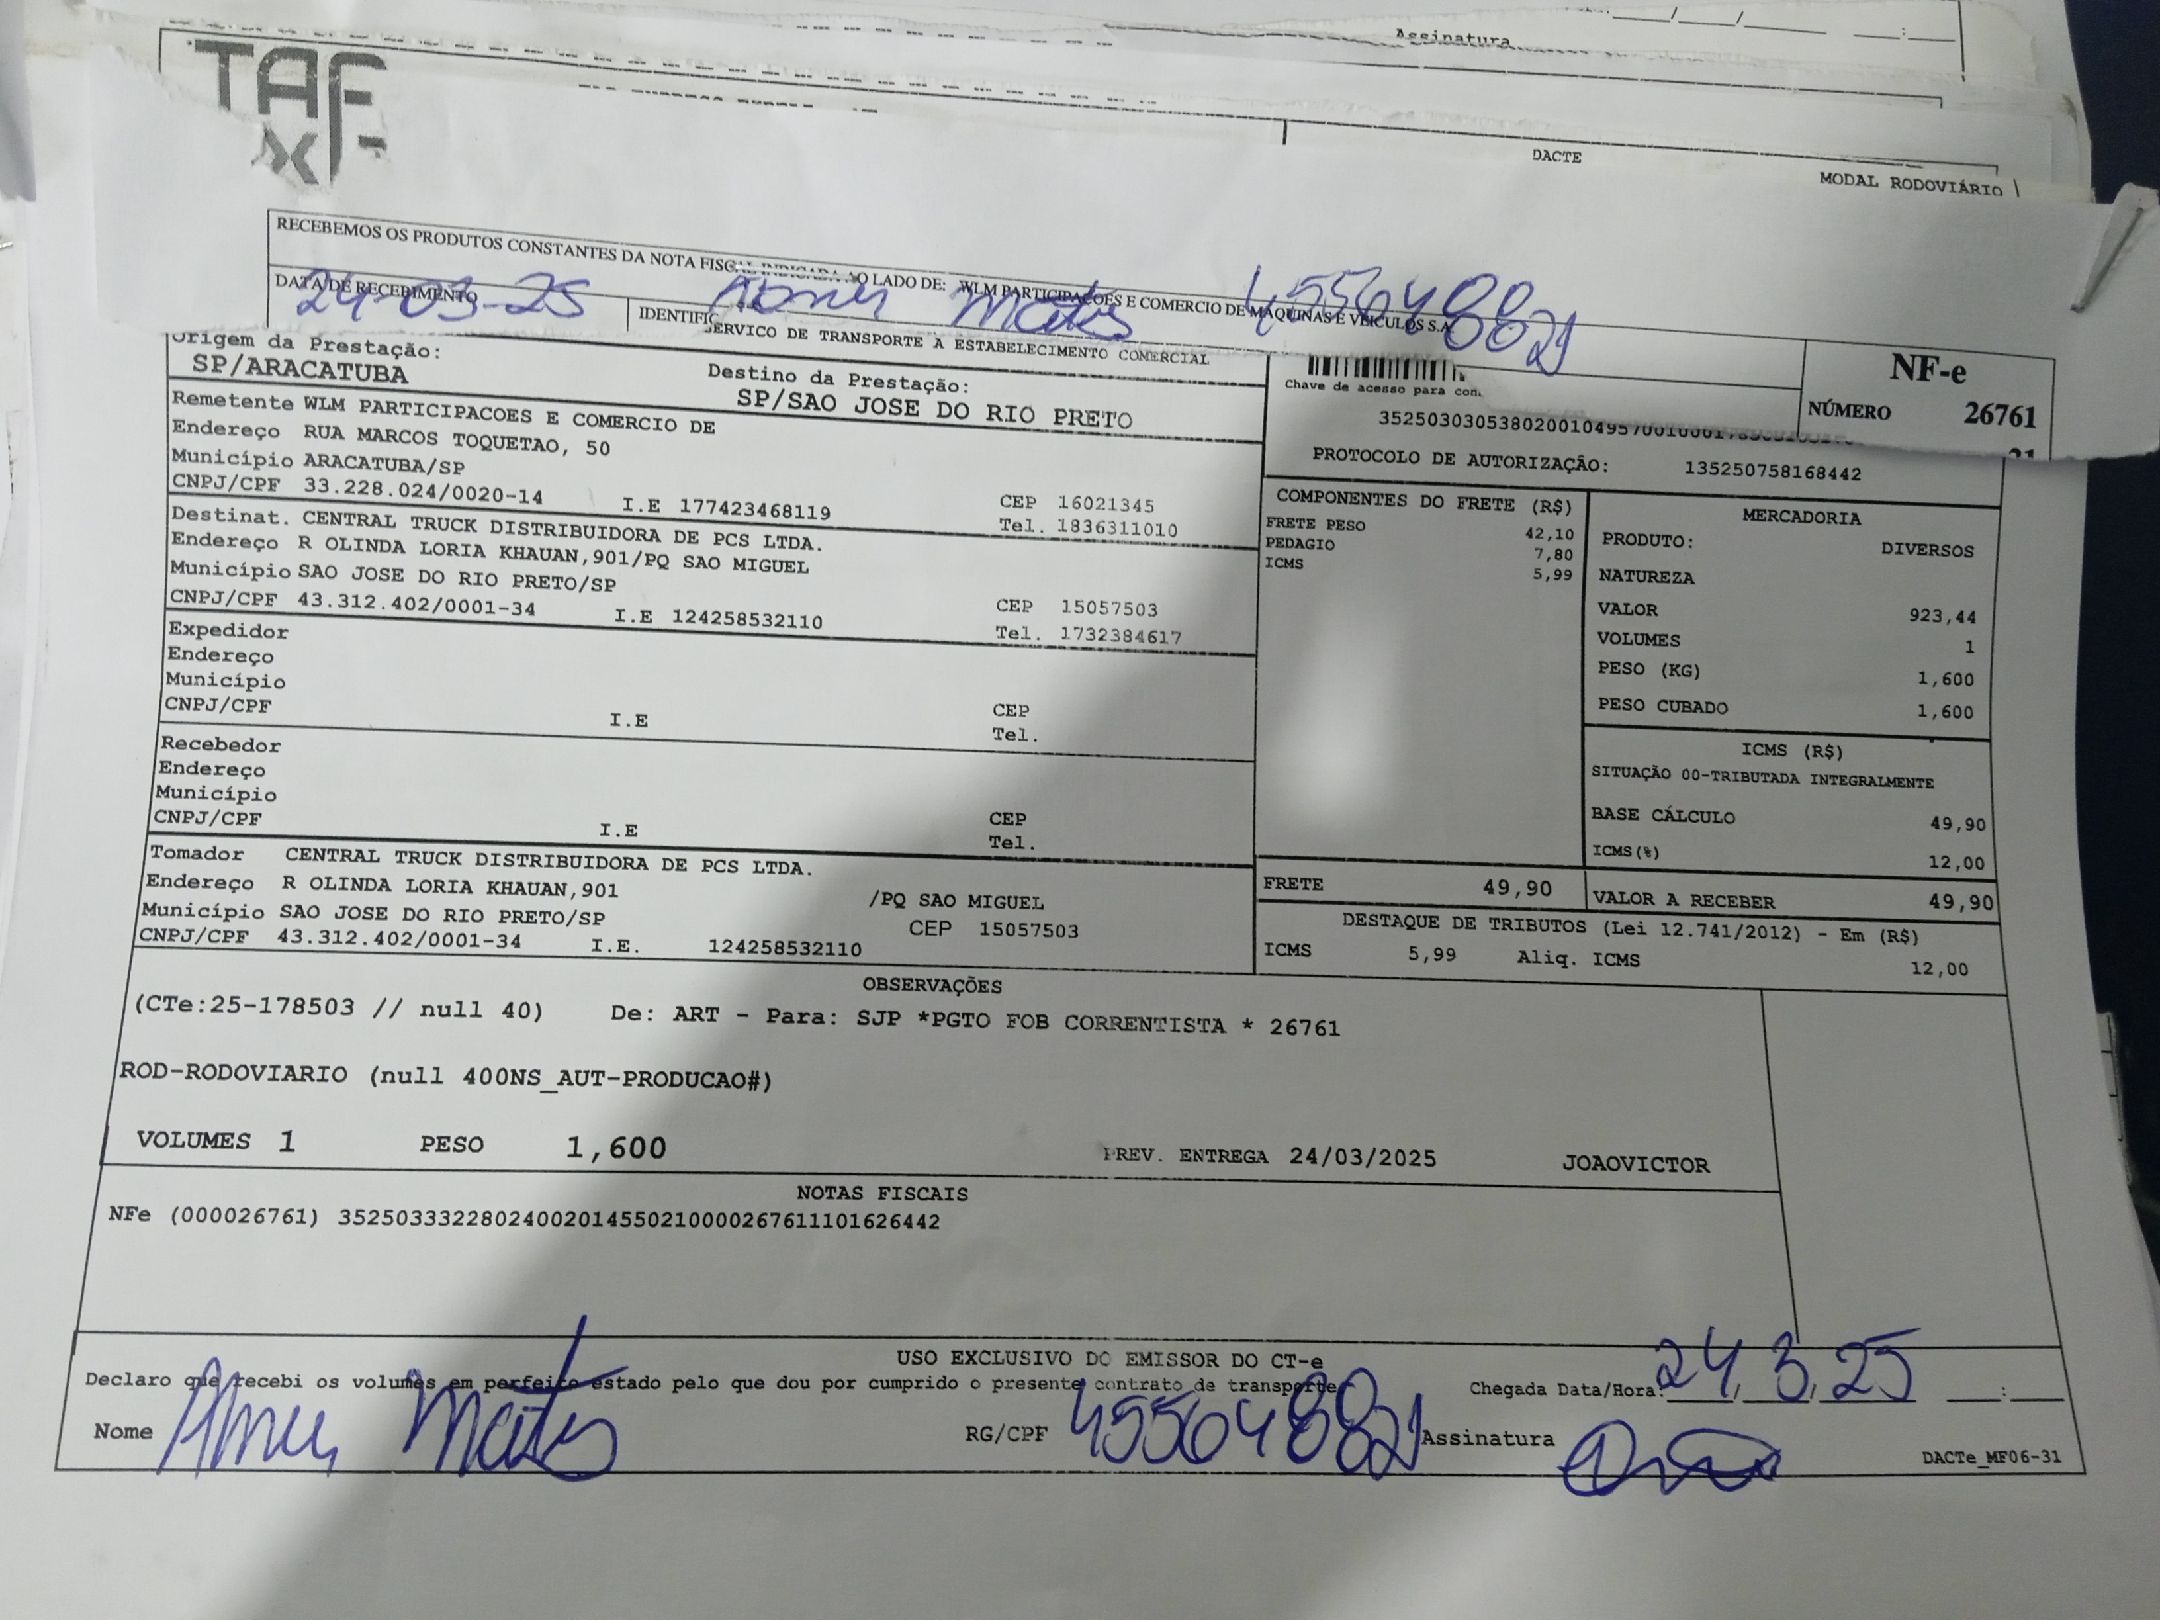 Assinatura
TAF
X
DACTE
MODAL RODOVIÁRIO
RECEBEMOS OS PRODUTOS CONSTANTES DA NOTA FISCAL INDICADA AO LADO DE: WLM PARTICIPACOES E COMERCIO DE MAQUINAS E VEICULOS S.A
DATA DE RECEBIMENTO
24-03-25
IDENTIFIC
Matos 4556488821
NF-e
NÚMERO 26761
SERVICO DE TRANSPORTE A ESTABELECIMENTO COMERCIAL
Origem da Prestação:
SP/ARACATUBA
Destino da Prestação:
SP/SAO JOSE DO RIO PRETO
Chave de acesso para con
PROTOCOLO DE AUTORIZAÇÃO: 135250758168442
Remetente WLM PARTICIPACOES E COMERCIO DE
Endereço RUA MARCOS TOQUETAO, 50
Município ARACATUBA/SP
CEP 16021345
CNPJ/CPF 33.228.024/0020-14 I.E 177423468119
Tel. 1836311010
Destinat. CENTRAL TRUCK DISTRIBUIDORA DE PCS LTDA.
Endereço R OLINDA LORIA KHAUAN,901/PQ SAO MIGUEL
Município SAO JOSE DO RIO PRETO/SP
CEP 15057503
CNPJ/CPF 43.312.402/0001-34 I.E 124258532110
Tel. 1732384617
Expedidor
Endereço
Município
CEP
CNPJ/CPF I.E
Tel.
Recebedor
Endereço
Município
CEP
CNPJ/CPF I.E
Tel.
Tomador CENTRAL TRUCK DISTRIBUIDORA DE PCS LTDA.
Endereço R OLINDA LORIA KHAUAN,901 /PQ SAO MIGUEL
Município SAO JOSE DO RIO PRETO/SP CEP 15057503
CNPJ/CPF 43.312.402/0001-34 I.E. 124258532110
COMPONENTES DO FRETE (R$)
FRETE PESO 42,10
PEDAGIO 7,80
ICMS 5,99
MERCADORIA
PRODUTO: DIVERSOS
NATUREZA
VALOR 923,44
VOLUMES 1
PESO (KG) 1,600
PESO CUBADO 1,600
ICMS (R$)
SITUAÇÃO 00-TRIBUTADA INTEGRALMENTE
BASE CÁLCULO 49,90
ICMS(%) 12,00
FRETE 49,90
VALOR A RECEBER 49,90
DESTAQUE DE TRIBUTOS (Lei 12.741/2012) - Em (R$)
ICMS 5,99 Aliq. ICMS 12,00
OBSERVAÇÕES
(CTe:25-178503 // null 40) De: ART - Para: SJP *PGTO FOB CORRENTISTA * 26761
ROD-RODOVIARIO (null 400NS_AUT-PRODUCAO#)
VOLUMES 1 PESO 1,600 PREV. ENTREGA 24/03/2025 JOAOVICTOR
NOTAS FISCAIS
NFe (000026761) 35250333228024002014550210000267611101626442
USO EXCLUSIVO DO EMISSOR DO CT-e
Declaro que recebi os volumes em perfeito estado pelo que dou por cumprido o presente contrato de transporte
Chegada Data/Hora: 24/3/25 :
Nome Matos
RG/CPF 4556488821
Assinatura
DACTe_MF06-31